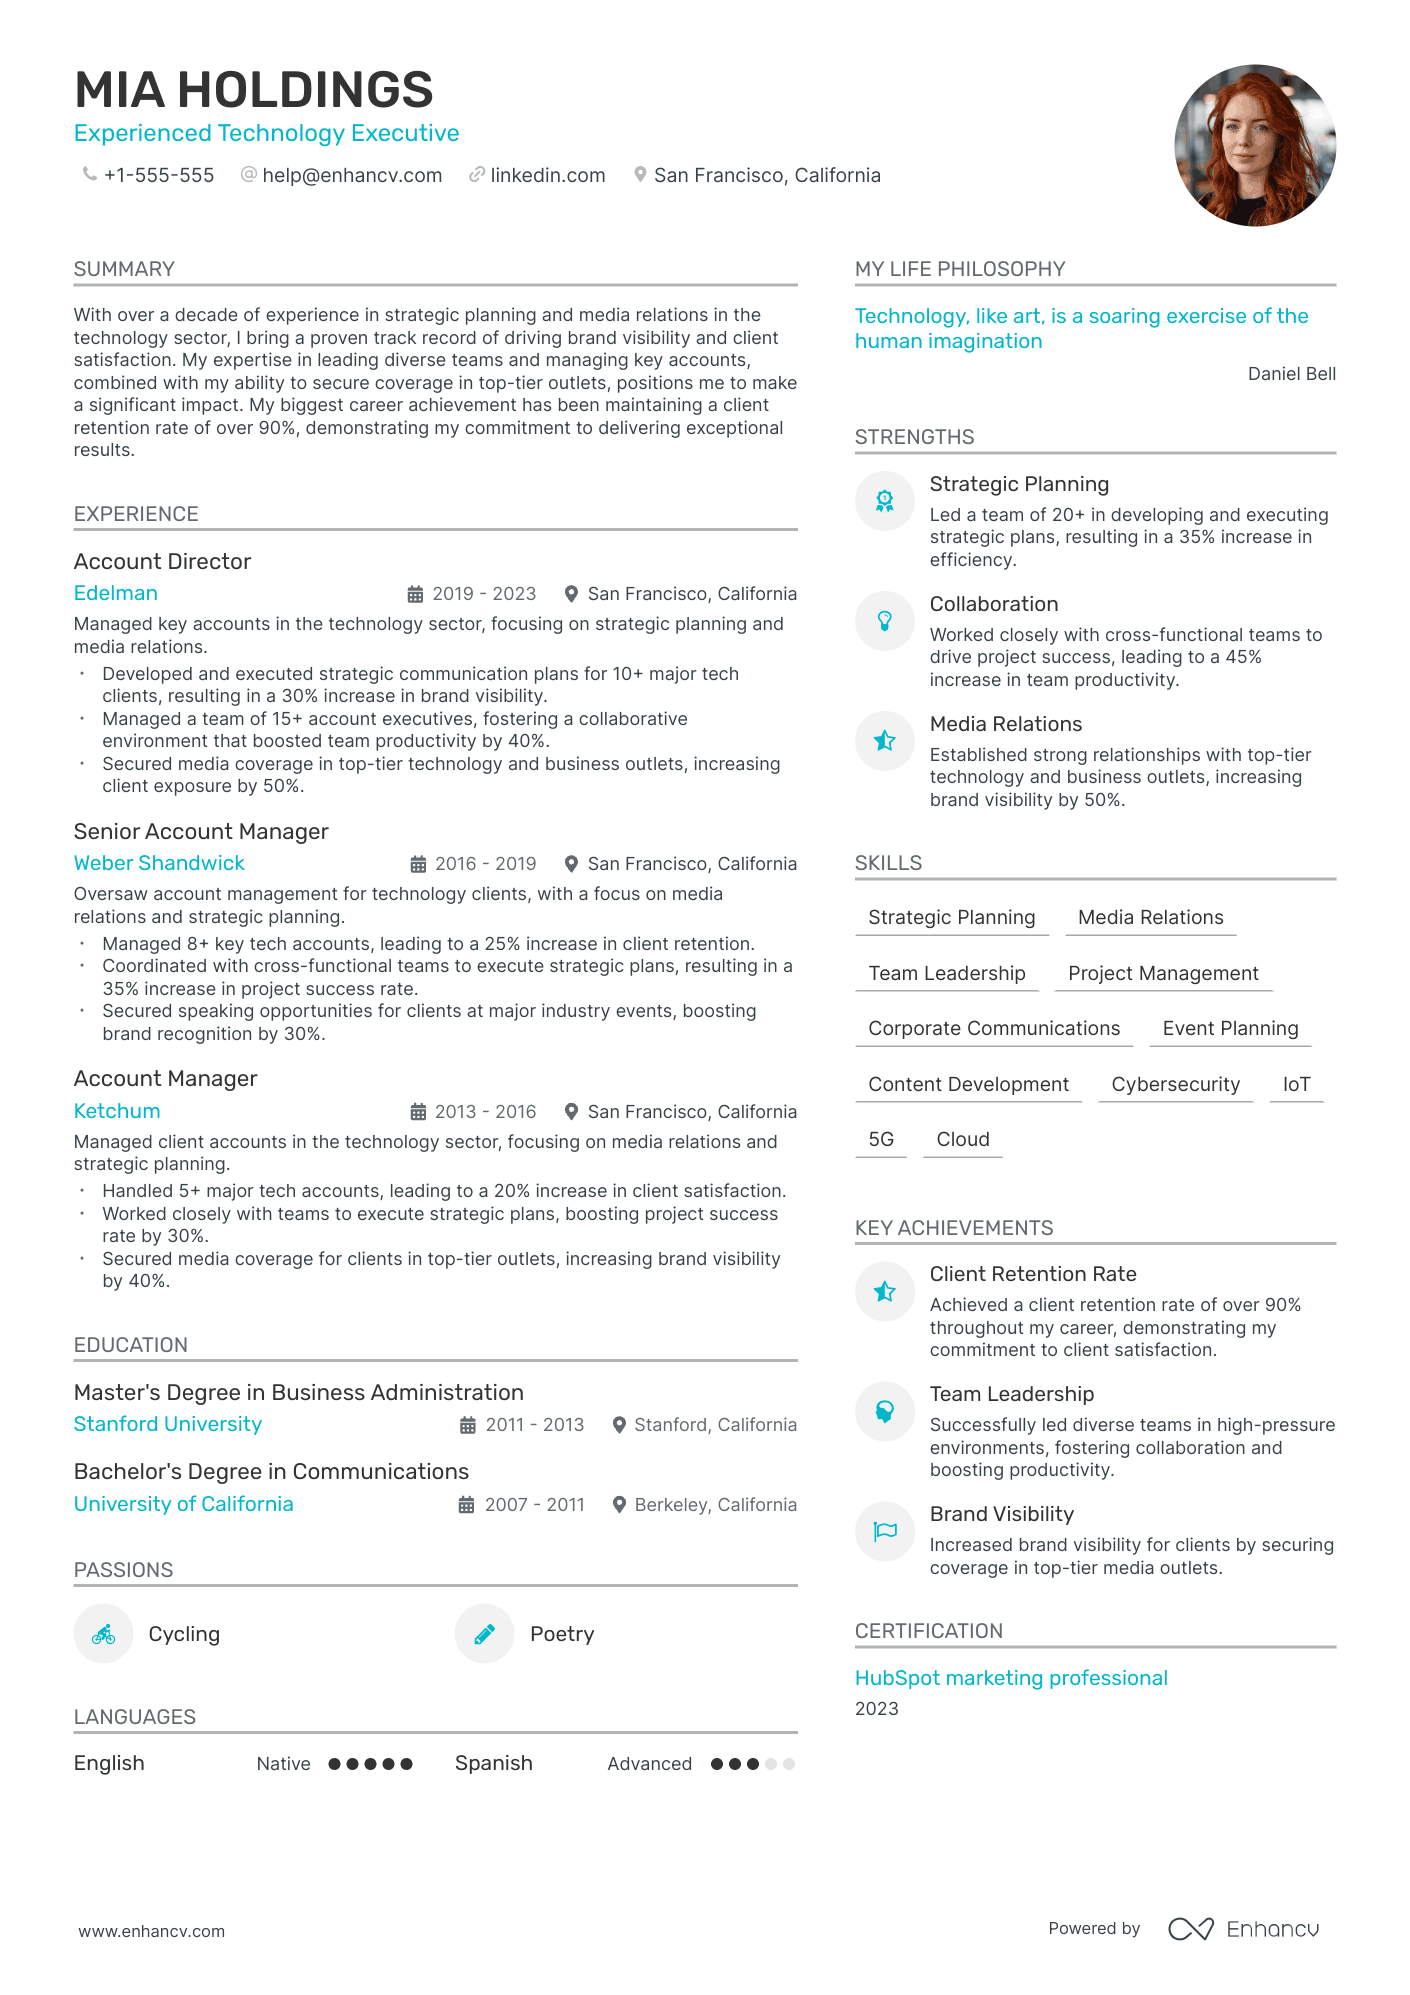 MIA HOLDINGS
Experienced Technology Executive
+1-555-555 help@enhancv.com linkedin.com San Francisco, California
SUMMARY
With over a decade of experience in strategic planning and media relations in the
technology sector, I bring a proven track record of driving brand visibility and client
satisfaction. My expertise in leading diverse teams and managing key accounts,
combined with my ability to secure coverage in top-tier outlets, positions me to make
a significant impact. My biggest career achievement has been maintaining a client
retention rate of over 90%, demonstrating my commitment to delivering exceptional
results.
EXPERIENCE
Account Director
Edelman 2019 - 2023 San Francisco, California
Managed key accounts in the technology sector, focusing on strategic planning and
media relations.
· Developed and executed strategic communication plans for 10+ major tech
clients, resulting in a 30% increase in brand visibility.
· Managed a team of 15+ account executives, fostering a collaborative
environment that boosted team productivity by 40%.
· Secured media coverage in top-tier technology and business outlets, increasing
client exposure by 50%.
Senior Account Manager
Weber Shandwick 2016 - 2019 San Francisco, California
Oversaw account management for technology clients, with a focus on media
relations and strategic planning.
· Managed 8+ key tech accounts, leading to a 25% increase in client retention.
· Coordinated with cross-functional teams to execute strategic plans, resulting in a
35% increase in project success rate.
· Secured speaking opportunities for clients at major industry events, boosting
brand recognition by 30%.
Account Manager
Ketchum 2013 - 2016 San Francisco, California
Managed client accounts in the technology sector, focusing on media relations and
strategic planning.
· Handled 5+ major tech accounts, leading to a 20% increase in client satisfaction.
· Worked closely with teams to execute strategic plans, boosting project success
rate by 30%.
· Secured media coverage for clients in top-tier outlets, increasing brand visibility
by 40%.
EDUCATION
Master's Degree in Business Administration
Stanford University 2011 - 2013 Stanford, California
Bachelor's Degree in Communications
University of California 2007 - 2011 Berkeley, California
PASSIONS
Cycling Poetry
LANGUAGES
English Native Spanish Advanced
MY LIFE PHILOSOPHY
Technology, like art, is a soaring exercise of the
human imagination
Daniel Bell
STRENGTHS
Strategic Planning
Led a team of 20+ in developing and executing
strategic plans, resulting in a 35% increase in
efficiency.
Collaboration
Worked closely with cross-functional teams to
drive project success, leading to a 45%
increase in team productivity.
Media Relations
Established strong relationships with top-tier
technology and business outlets, increasing
brand visibility by 50%.
SKILLS
Strategic Planning Media Relations
Team Leadership Project Management
Corporate Communications Event Planning
Content Development Cybersecurity IoT
5G Cloud
KEY ACHIEVEMENTS
Client Retention Rate
Achieved a client retention rate of over 90%
throughout my career, demonstrating my
commitment to client satisfaction.
Team Leadership
Successfully led diverse teams in high-pressure
environments, fostering collaboration and
boosting productivity.
Brand Visibility
Increased brand visibility for clients by securing
coverage in top-tier media outlets.
CERTIFICATION
HubSpot marketing professional
2023
www.enhancv.com
Powered by Enhancv